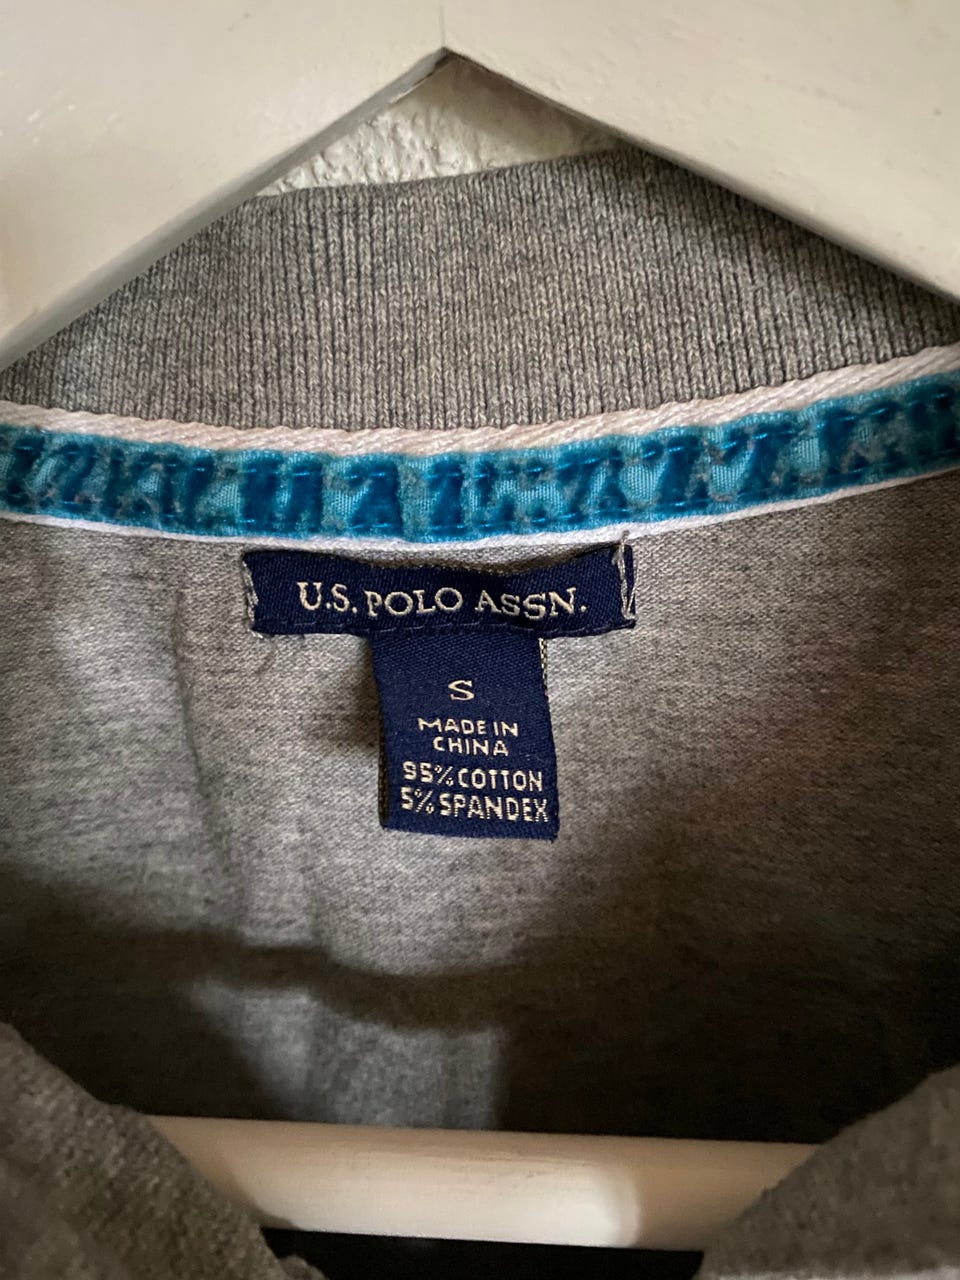 U.S. POLO ASSN.
S
MADE IN
CHINA
95% COTTON
5% SPANDEX